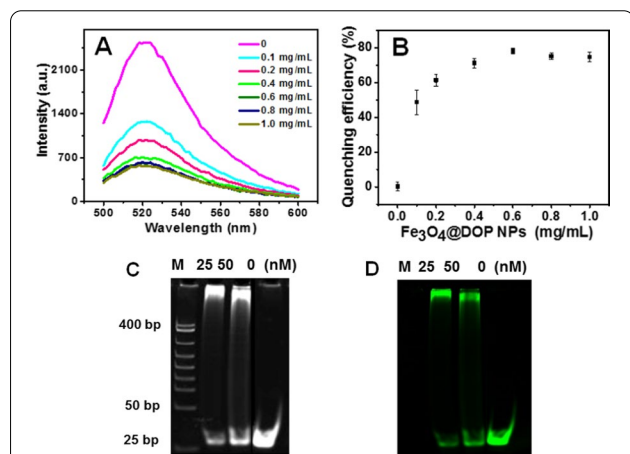 A
0
0.1 mg/mL
0.2 mg/mL
0.4 mg/mL
0.6 mg/mL
0.8 mg/mL
1.0 mg/mL
Intensity (a.u.)
2100
1400
700
0
500 520 540 560 580 600
Wavelength (nm)
B
Quenching efficiency (%)
80
60
40
20
0
0.0 0.2 0.4 0.6 0.8 1.0
Fe₃O₄@DOP NPs (mg/mL)
C
M 25 50 0 (nM)
400 bp
50 bp
25 bp
D
M 25 50 0 (nM)